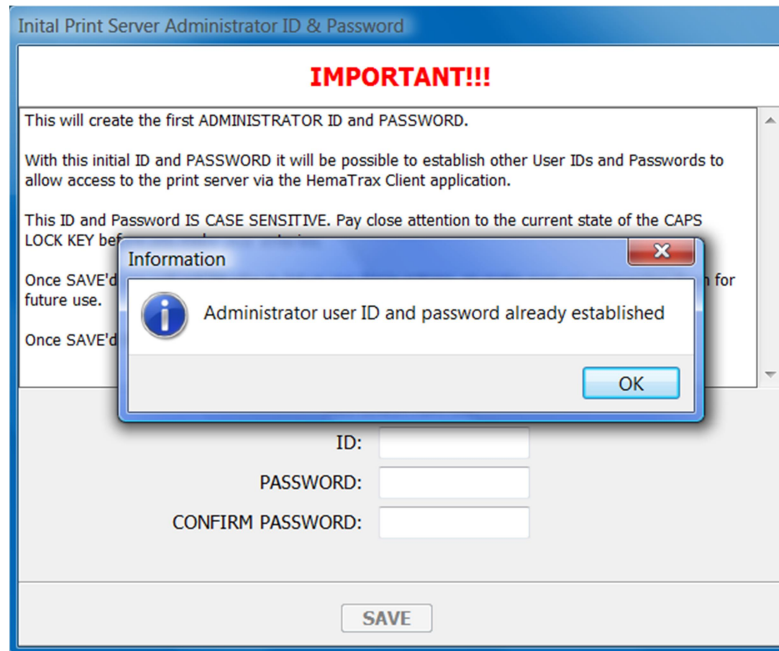 Inital Print Server Administrator ID & Password
IMPORTANT!!!
This will create the first ADMINISTRATOR ID and PASSWORD.
With this initial ID and PASSWORD it will be possible to establish other User IDs and Passwords to
allow access to the print server via the HemaTrax Client application.
This ID and Password IS CASE SENSITIVE. Pay close attention to the current state of the CAPS
LOCK KEY
Once SAVE'd for
future use.
Once SAVE'd
Information
Administrator user ID and password already established
OK
ID:
PASSWORD:
CONFIRM PASSWORD:
SAVE